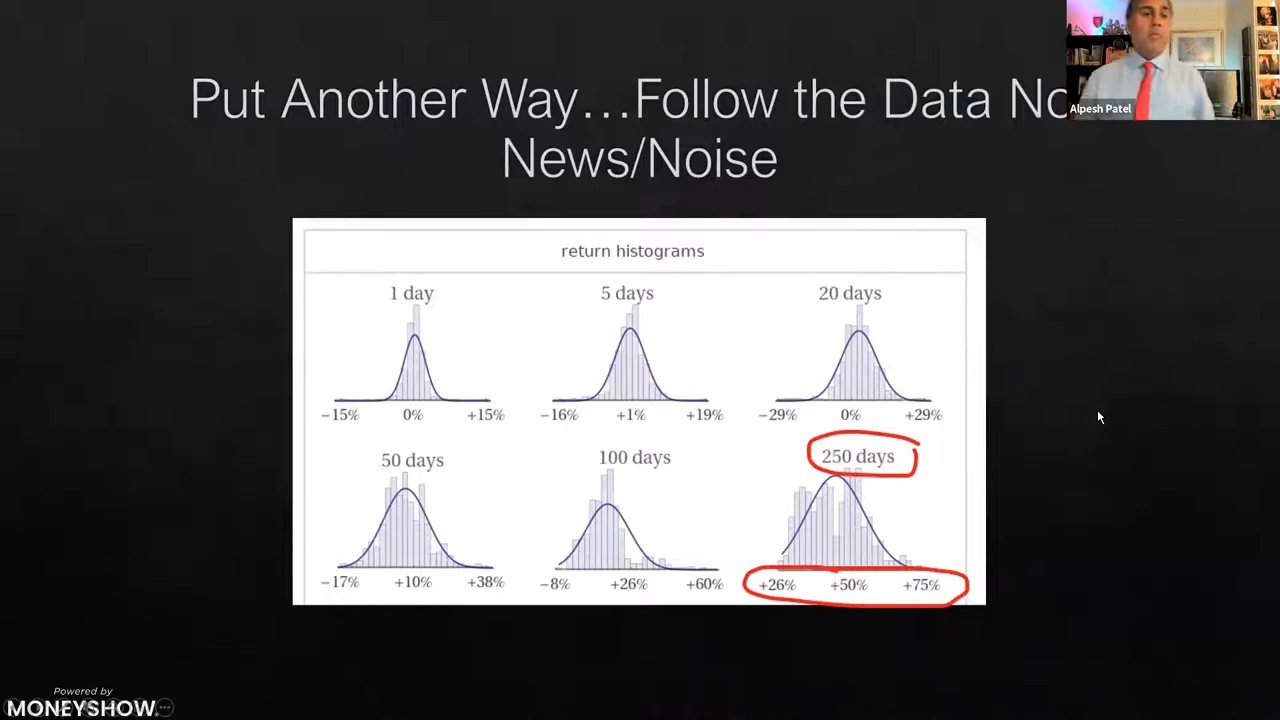 Put Another Way…Follow the Data No
News/Noise
Alpesh Patel
return histograms
1 day
5 days
20 days
−15%
0%
+15%
−16%
+1%
+19%
−29%
0%
+29%
50 days
100 days
250 days
−17%
+10%
+38%
−8%
+26%
+60%
+26%
+50%
+75%
Powered by
MONEYSHOW